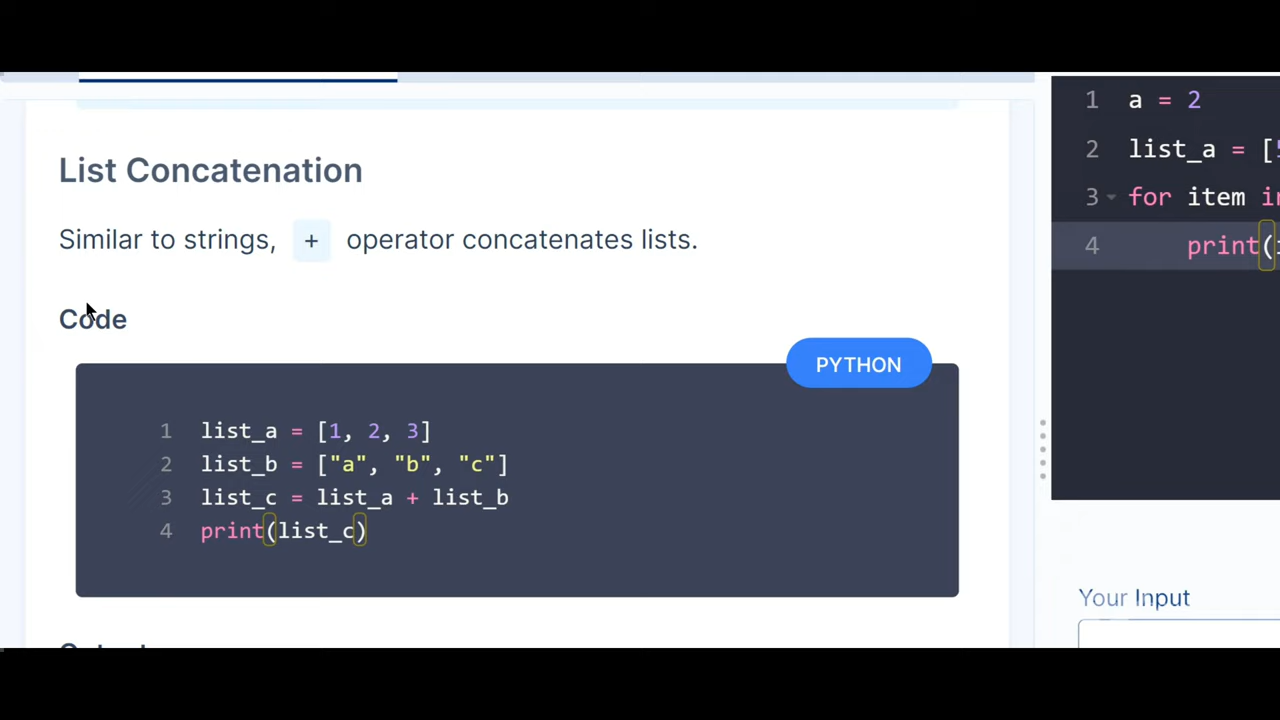 List Concatenation
Similar to strings, + operator concatenates lists.
Code
PYTHON
1 list_a = [1, 2, 3]
2 list_b = ["a", "b", "c"]
3 list_c = list_a + list_b
4 print(list_c)
1 a = 2
2 list_a = [
3 for item in
4 print(
Your Input